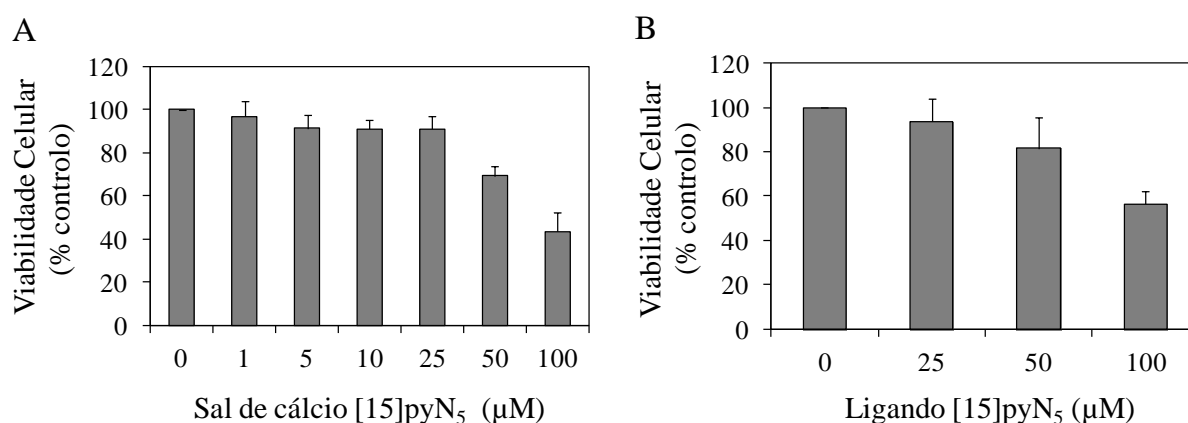 A
Viabilidade Celular
(% controlo)
120
100
80
60
40
20
0
0 1 5 10 25 50 100
Sal de cálcio [15]pyN₅ (µM)
B
Viabilidade Celular
(% controlo)
120
100
80
60
40
20
0
0 25 50 100
Ligando [15]pyN₅ (µM)